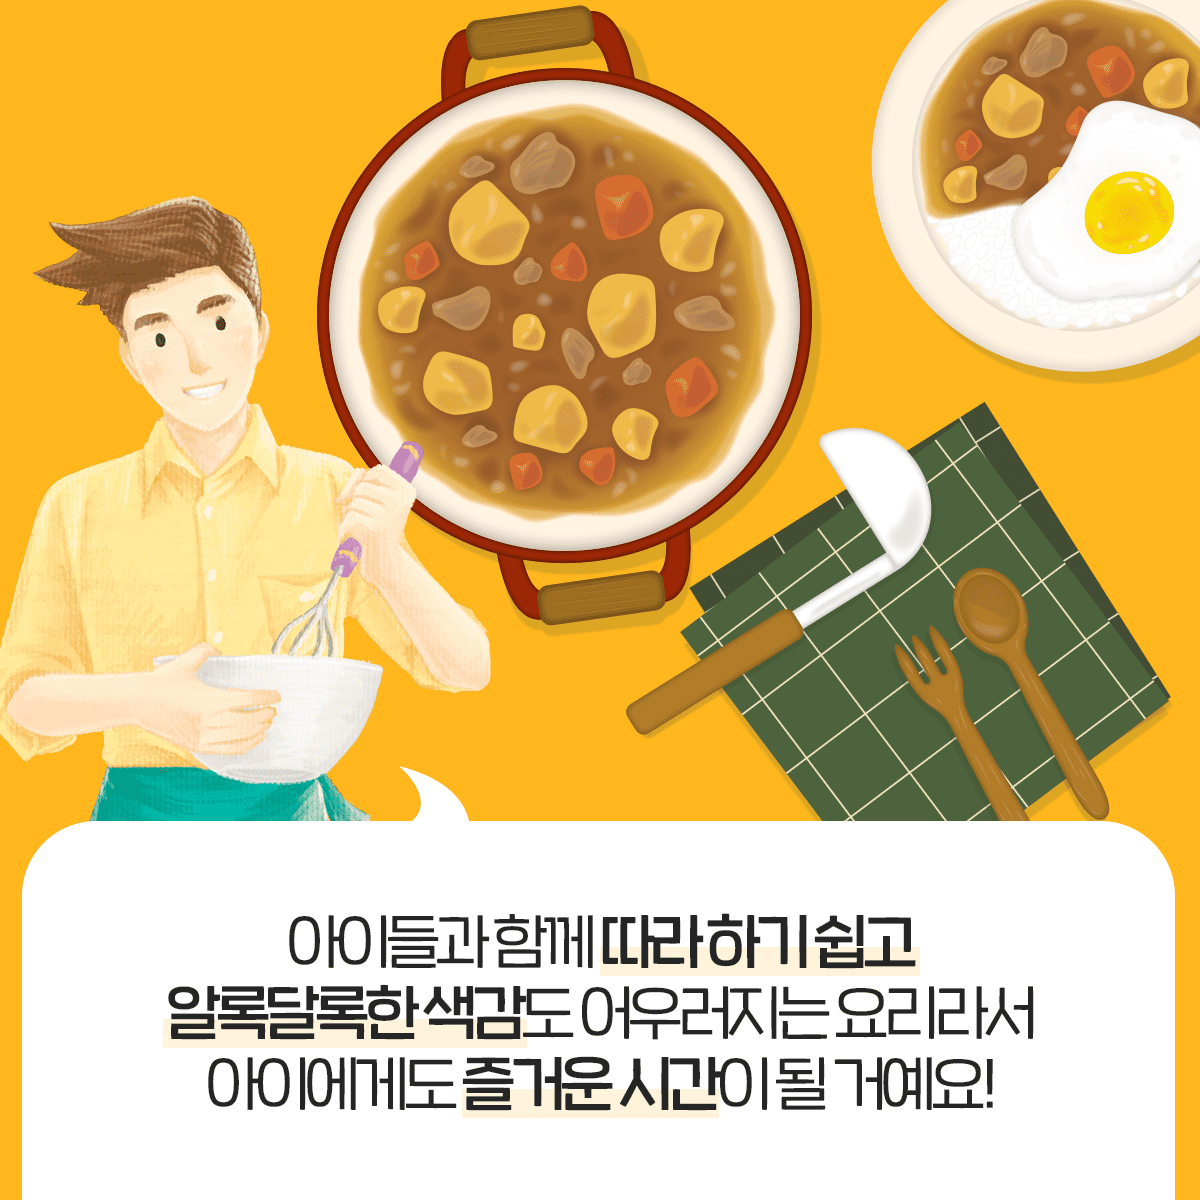 아이들과 함께 따라 하기 쉽고
알록달록한 색감도 어우러지는 요리라서
아이에게도 즐거운 시간이 될 거예요!